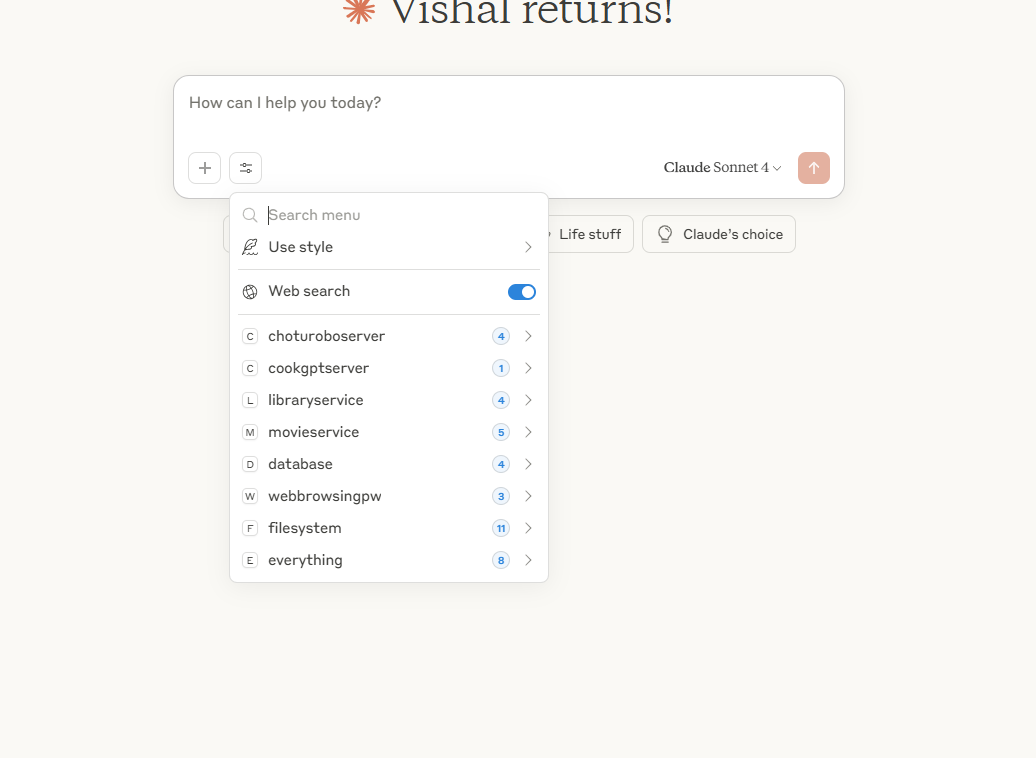 Vishal returns!
How can I help you today?
Claude Sonnet 4
Search menu
Use style
Life stuff
Claude's choice
Web search
C choturoboserver 4
C cookgptserver 1
L libraryservice 4
M movieservice 5
D database 4
W webbrowsingpw 3
F filesystem 11
E everything 8